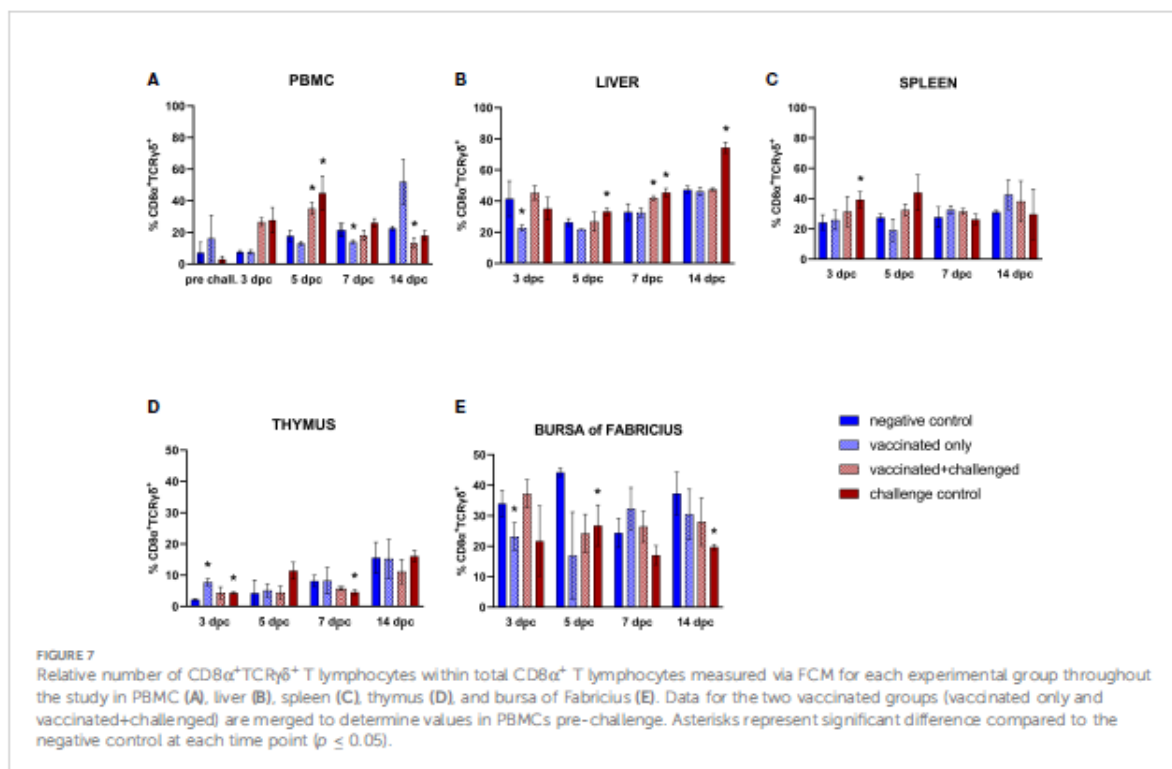 A
PBMC
% CD8α⁺TCRγδ⁺
100
80
60
40
20
0
pre chall. 3 dpc 5 dpc 7 dpc 14 dpc
*
*
*
*
B
LIVER
% CD8α⁺TCRγδ⁺
100
80
60
40
20
0
3 dpc 5 dpc 7 dpc 14 dpc
*
*
*
*
*
C
SPLEEN
% CD8α⁺TCRγδ⁺
100
80
60
40
20
0
3 dpc 5 dpc 7 dpc 14 dpc
*
D
THYMUS
% CD8α⁺TCRγδ⁺
50
40
30
20
10
0
3 dpc 5 dpc 7 dpc 14 dpc
*
*
*
E
BURSA of FABRICIUS
% CD8α⁺TCRγδ⁺
50
40
30
20
10
0
3 dpc 5 dpc 7 dpc 14 dpc
*
*
*
negative control
vaccinated only
vaccinated+challenged
challenge control
FIGURE 7
Relative number of CD8α⁺TCRγδ⁺ T lymphocytes within total CD8α⁺ T lymphocytes measured via FCM for each experimental group throughout
the study in PBMC (A), liver (B), spleen (C), thymus (D), and bursa of Fabricius (E). Data for the two vaccinated groups (vaccinated only and
vaccinated+challenged) are merged to determine values in PBMCs pre-challenge. Asterisks represent significant difference compared to the
negative control at each time point (p ≤ 0.05).